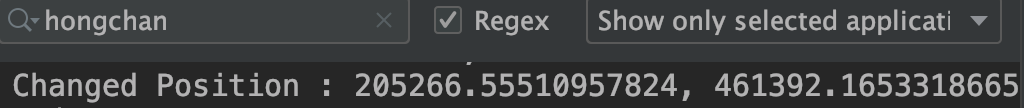 hongchan
Regex
Show only selected applicati
Changed Position : 205266.55510957824, 461392.1653318665